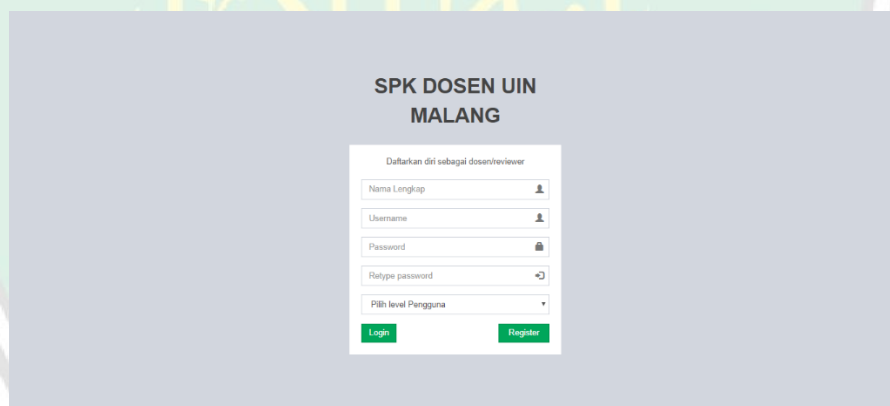 SPK DOSEN UIN
MALANG
Daftarkan diri sebagai dosen/reviewer
Nama Lengkap
Username
Password
Retype password
Pilih level Pengguna
Login
Register